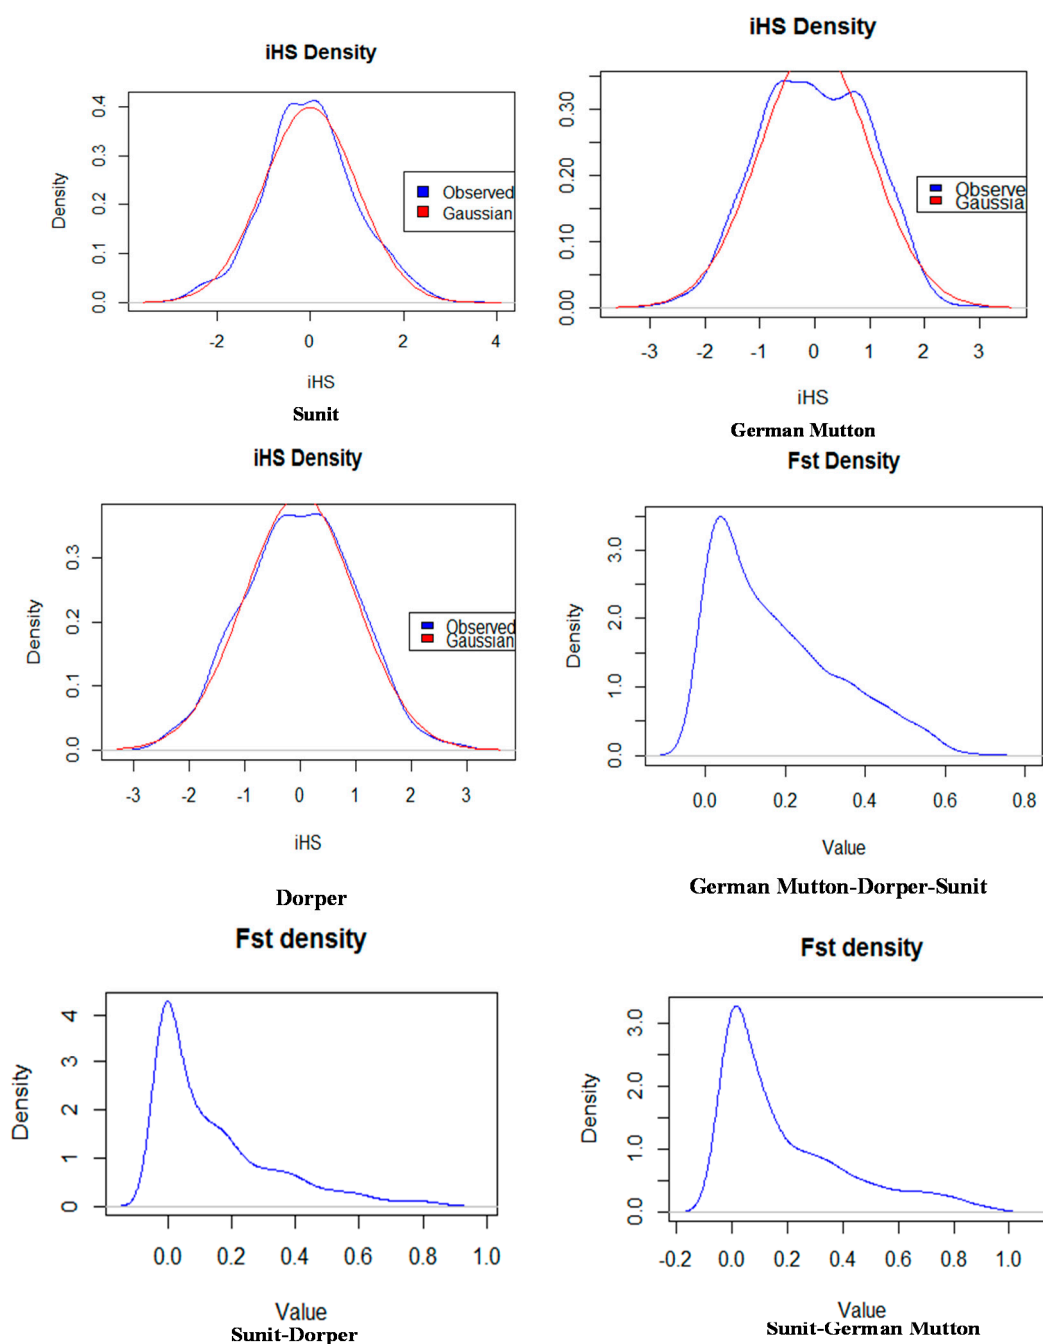 iHS Density
0.4
0.3
0.2
0.1
0.0
Density
Observed
Gaussian
-2 0 2 4
iHS
Sunit
iHS Density
0.30
0.20
0.10
0.00
Density
Observe
Gaussia
-3 -2 -1 0 1 2 3
iHS
German Mutton
iHS Density
0.3
0.2
0.1
0.0
Density
Observed
Gaussian
-3 -2 -1 0 1 2 3
iHS
Dorper
Fst Density
3.0
2.0
1.0
0.0
Density
0.0 0.2 0.4 0.6 0.8
Value
German Mutton-Dorper-Sunit
Fst density
4
3
2
1
0
Density
0.0 0.2 0.4 0.6 0.8 1.0
Value
Sunit-Dorper
Fst density
3.0
2.0
1.0
0.0
Density
-0.2 0.0 0.2 0.4 0.6 0.8 1.0
Value
Sunit-German Mutton